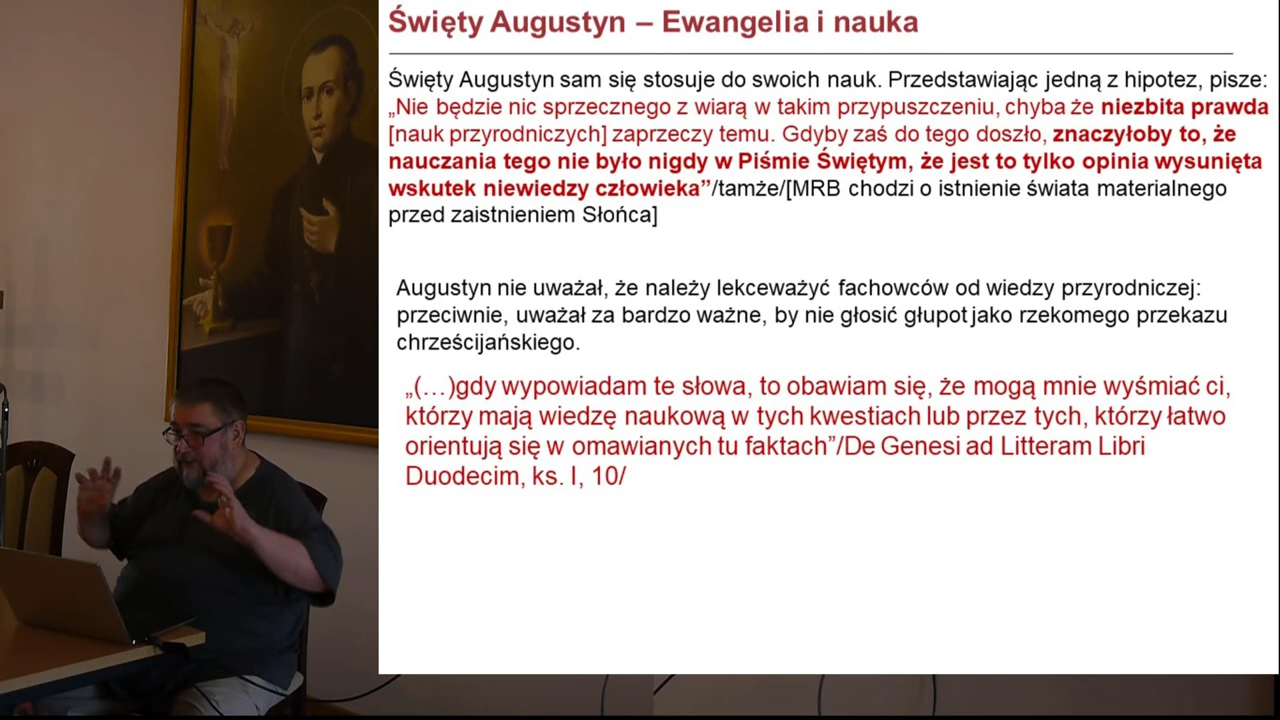 Święty Augustyn – Ewangelia i nauka
Święty Augustyn sam się stosuje do swoich nauk. Przedstawiając jedną z hipotez, pisze:
„Nie będzie nic sprzecznego z wiarą w takim przypuszczeniu, chyba że niezbita prawda
[nauk przyrodniczych] zaprzeczy temu. Gdyby zaś do tego doszło, znaczyłoby to, że
nauczania tego nie było nigdy w Piśmie Świętym, że jest to tylko opinia wysunięta
wskutek niewiedzy człowieka”/tamże/[MRB chodzi o istnienie świata materialnego
przed zaistnieniem Słońca]
Augustyn nie uważał, że należy lekceważyć fachowców od wiedzy przyrodniczej:
przeciwnie, uważał za bardzo ważne, by nie głosić głupot jako rzekomego przekazu
chrześcijańskiego.
„(…)gdy wypowiadam te słowa, to obawiam się, że mogą mnie wyśmiać ci,
którzy mają wiedzę naukową w tych kwestiach lub przez tych, którzy łatwo
orientują się w omawianych tu faktach”/De Genesi ad Litteram Libri
Duodecim, ks. I, 10/